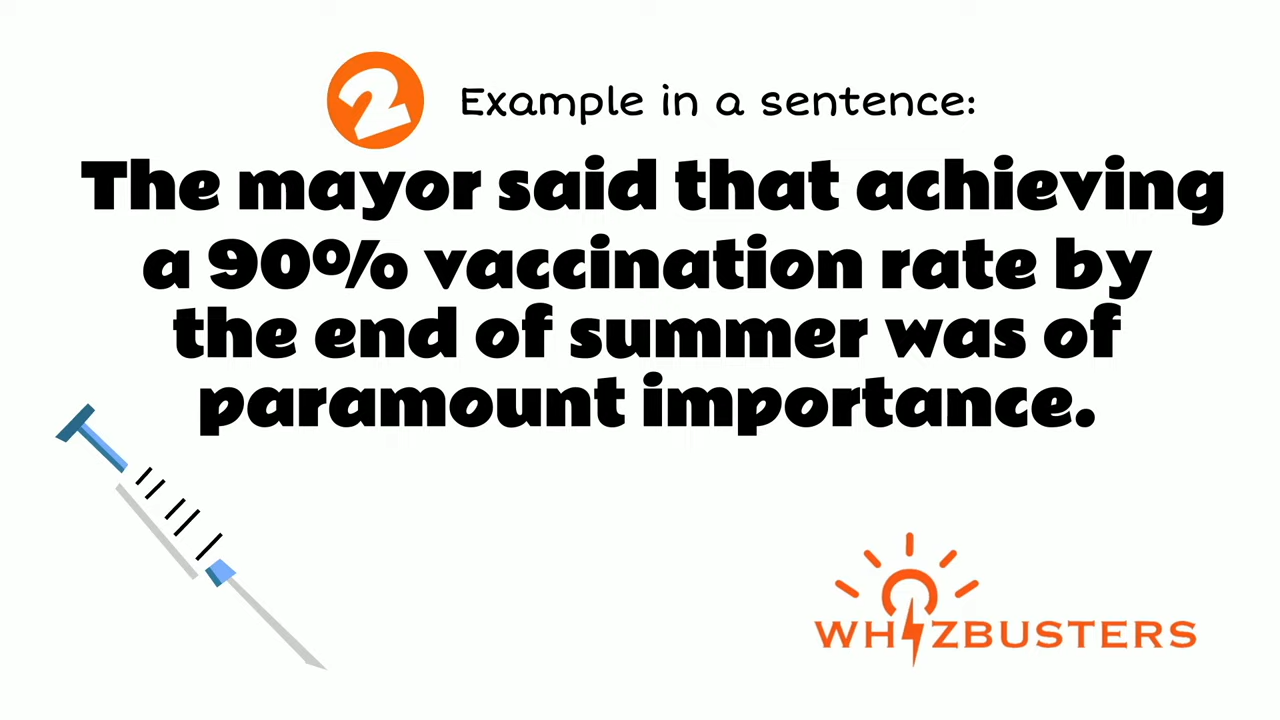 2 Example in a sentence:
The mayor said that achieving
a 90% vaccination rate by
the end of summer was of
paramount importance.
WHIZBUSTERS